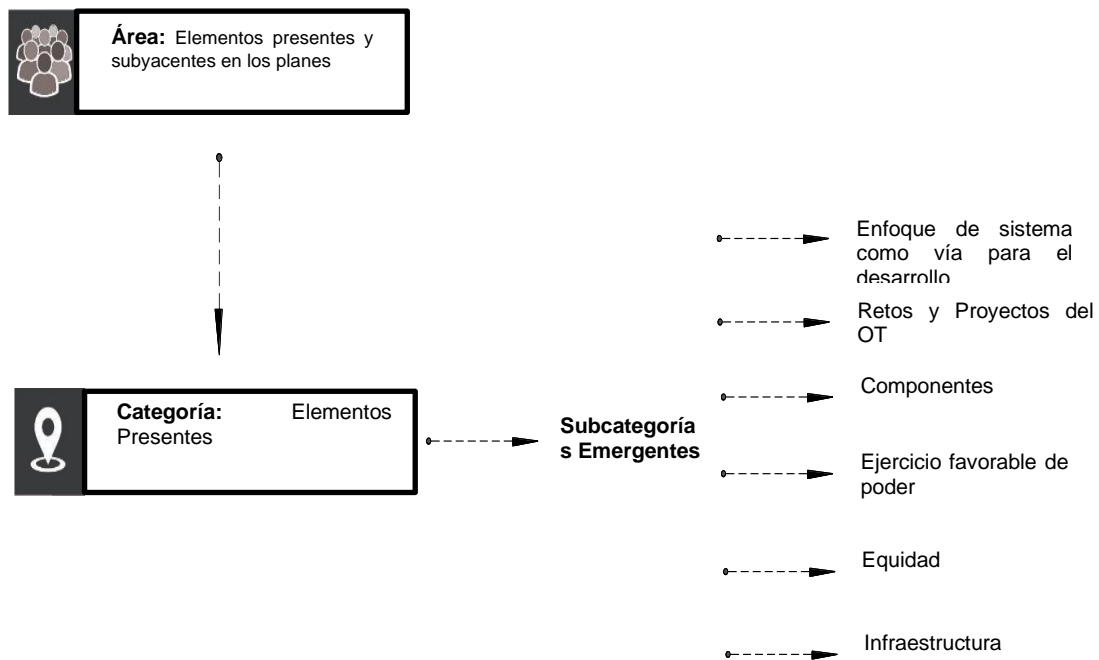 Área: Elementos presentes y
subyacentes en los planes
Enfoque de sistema
como vía para el
desarrollo
Retos y Proyectos del
OT
Categoría: Elementos
Presentes
Subcategoría
s Emergentes
Componentes
Ejercicio favorable de
poder
Equidad
Infraestructura